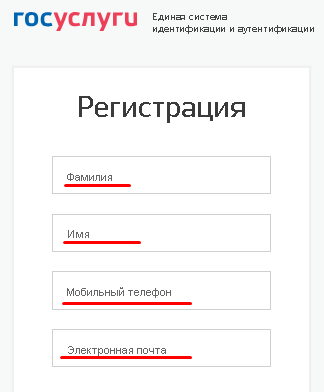 госуслуги
Единая система
идентификации и аутентификации
Регистрация
Фамилия
Имя
Мобильный телефон
Электронная почта